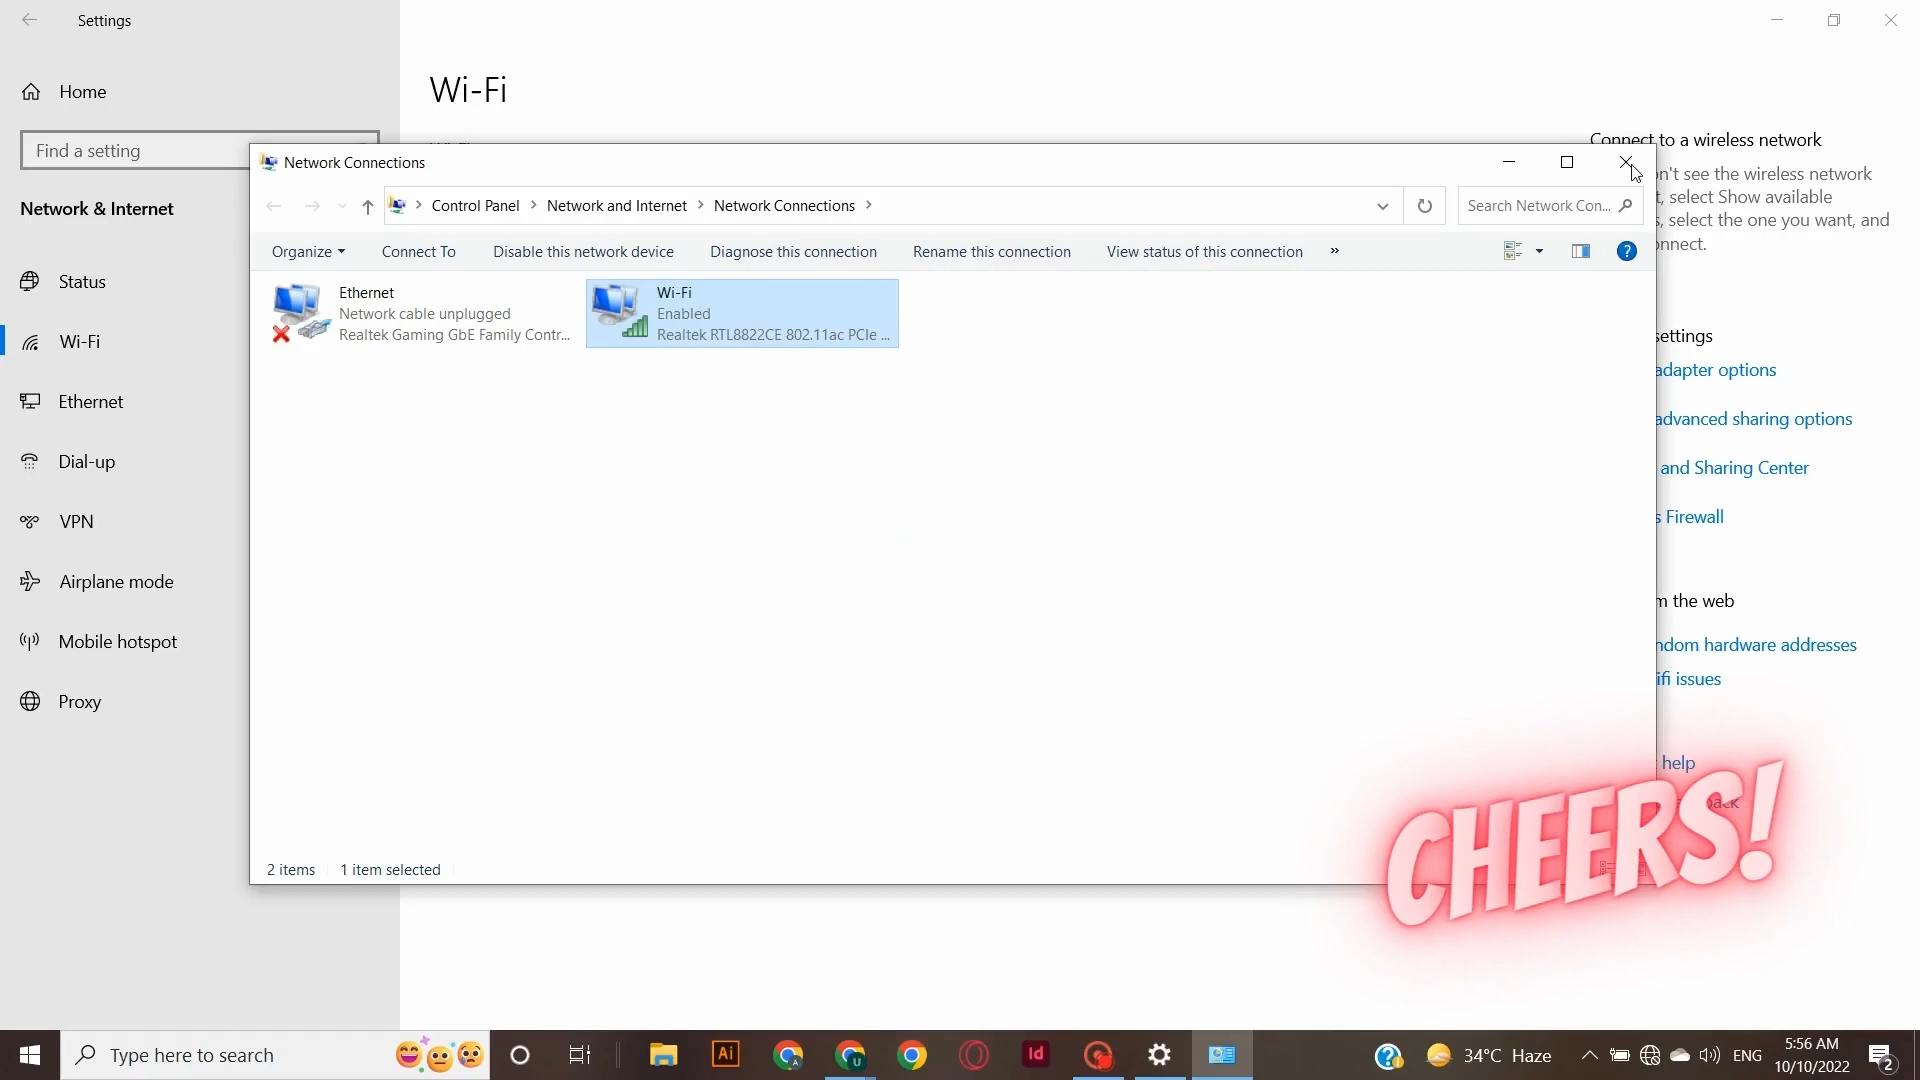 Settings
Home
Find a setting
Network & Internet
Status
Wi-Fi
Ethernet
Dial-up
VPN
Airplane mode
Mobile hotspot
Proxy
Wi-Fi
Connect to a wireless network
n't see the wireless network
t, select Show available
s, select the one you want, and
onnect.
settings
adapter options
advanced sharing options
and Sharing Center
s Firewall
m the web
ndom hardware addresses
ifi issues
help
back
Network Connections
Control Panel > Network and Internet > Network Connections >
Search Network Con...
Organize
Connect To
Disable this network device
Diagnose this connection
Rename this connection
View status of this connection
»
Ethernet
Network cable unplugged
Realtek Gaming GbE Family Contr...
Wi-Fi
Enabled
Realtek RTL8822CE 802.11ac PCIe ...
2 items
1 item selected
CHEERS!
Type here to search
Ai
A
U
Id
34°C Haze
ENG
5:56 AM
10/10/2022
2